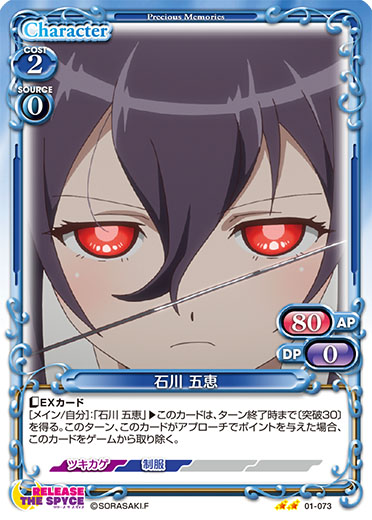 Precious Memories
Character
COST
2
SOURCE
0
80 AP
DP 0
石川 五恵
EXカード
[メイン/自分]:「石川 五恵」▶このカードは、ターン終了時まで〔突破30〕
を得る。このターン、このカードがアプローチでポイントを与えた場合、
このカードをゲームから取り除く。
ツキカゲ 制服
RELEASE
THE SPYCE
©SORASAKI.F
01-073